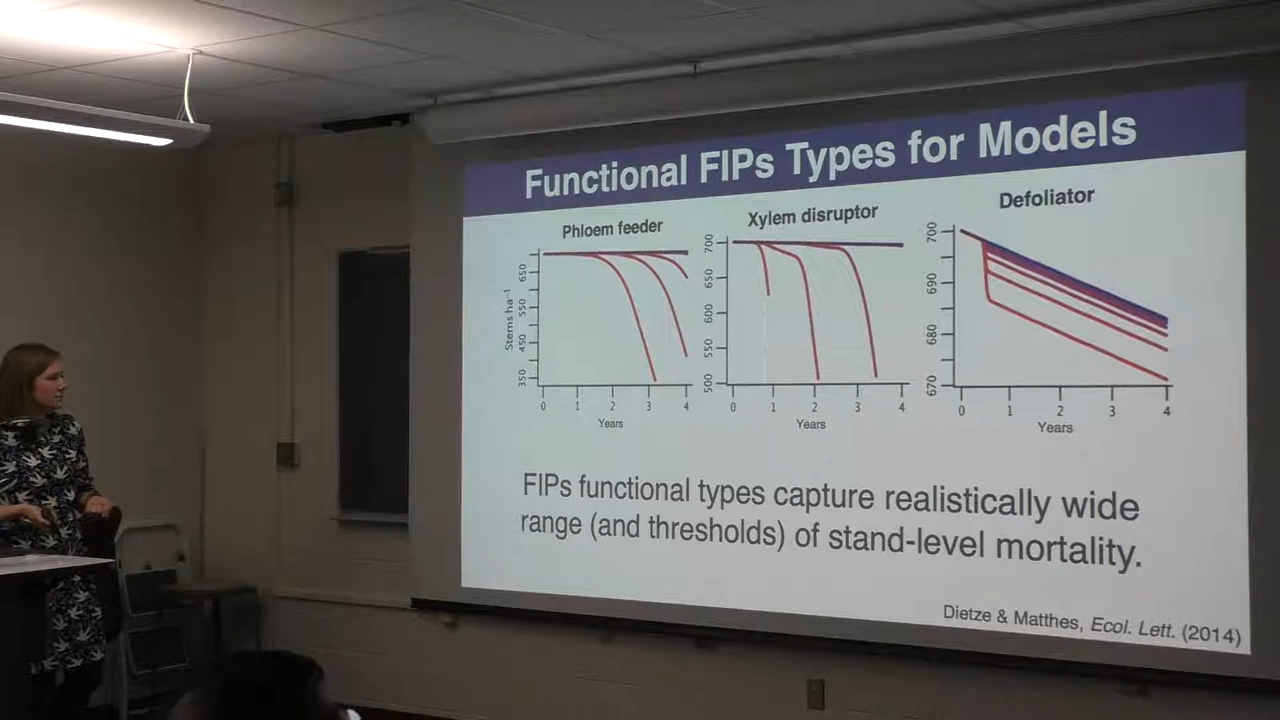 Functional FIPs Types for Models
Phloem feeder
Xylem disruptor
Defoliator
Stems ha⁻¹
650
550
450
350
0 1 2 3 4
Years
700
650
600
550
500
0 1 2 3 4
Years
700
690
680
670
0 1 2 3 4
Years
FIPs functional types capture realistically wide
range (and thresholds) of stand-level mortality.
Dietze & Matthes, Ecol. Lett. (2014)